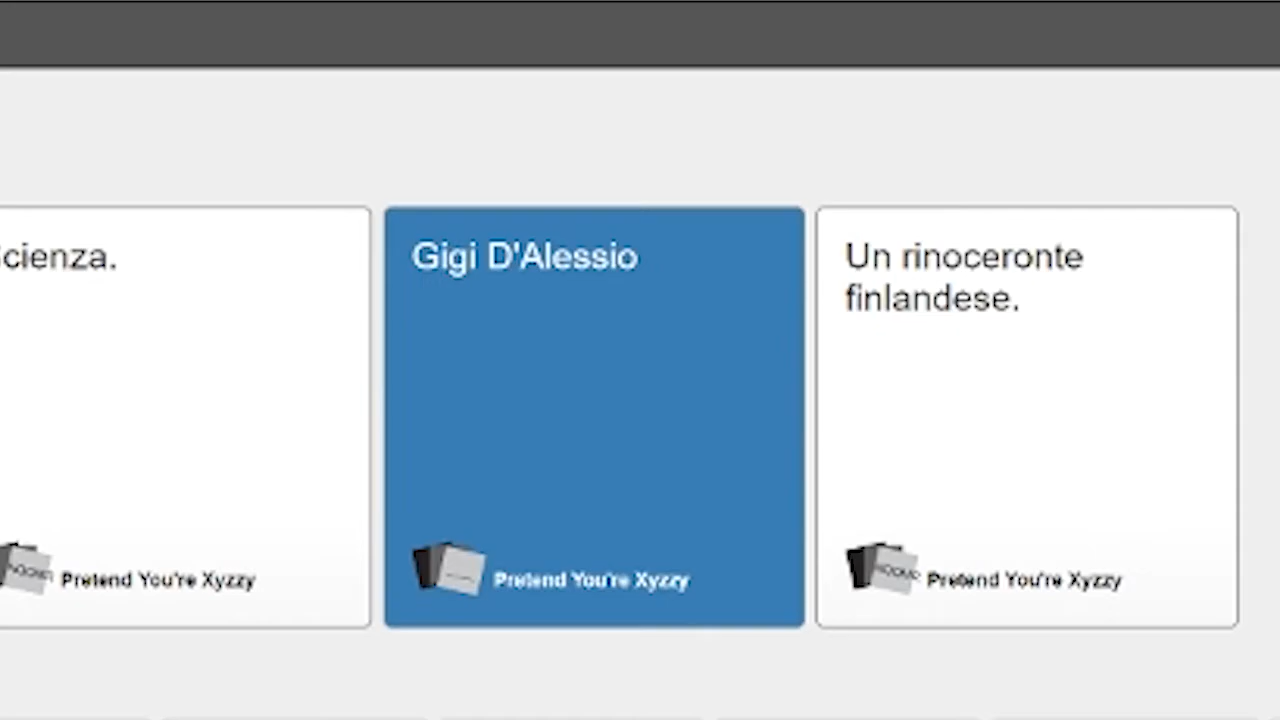 cienza.
Gigi D'Alessio
Un rinoceronte
finlandese.
Pretend You're Xyzzy
Pretend You're Xyzzy
Pretend You're Xyzzy